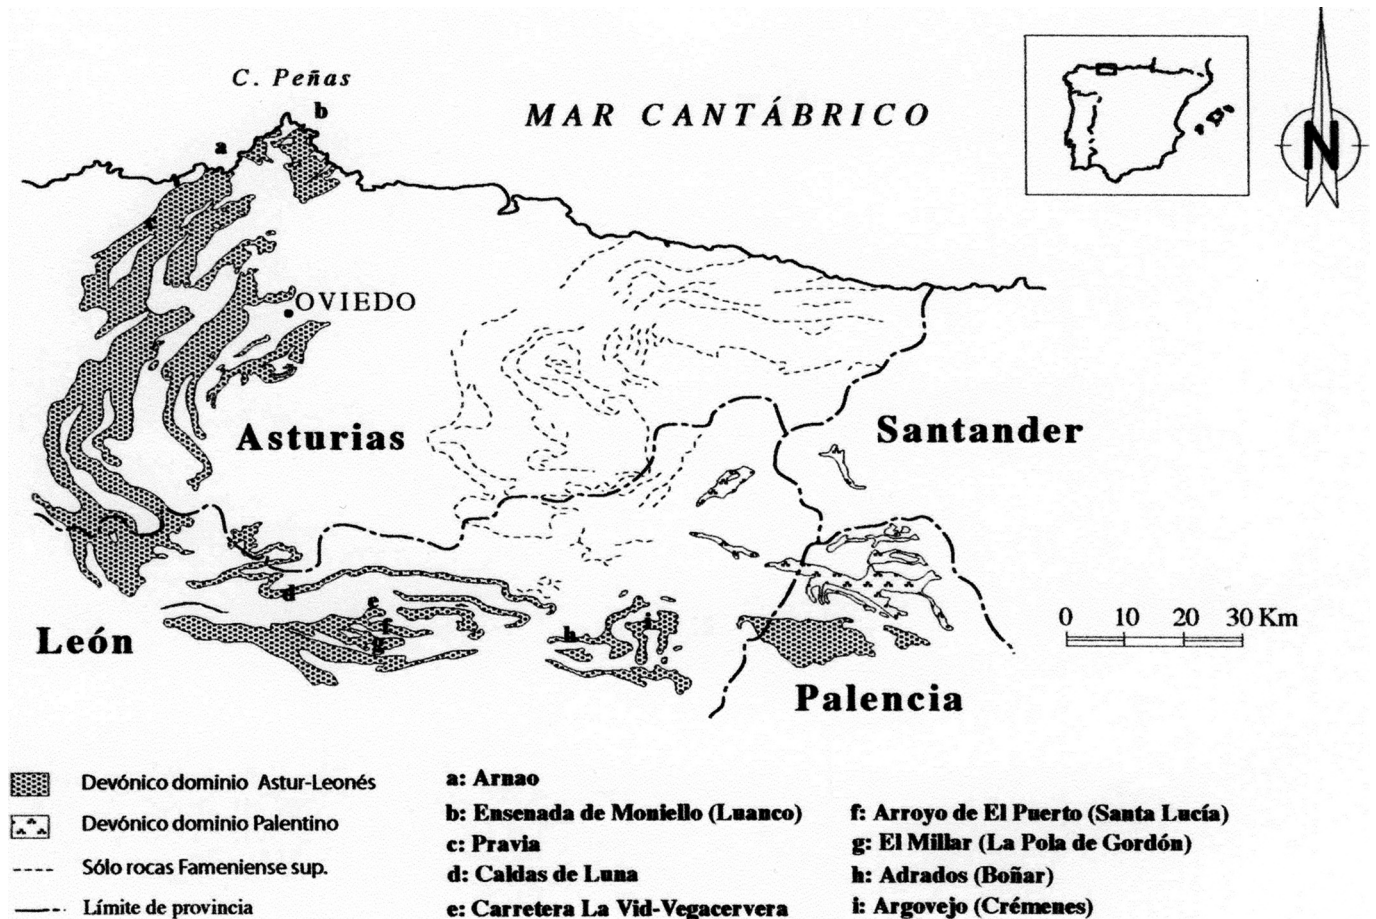 C. Peñas
b
MAR CANTÁBRICO
N
a
c
OVIEDO
Asturias
Santander
d
e
f
g
h
i
León
0 10 20 30 Km
Palencia
Devónico dominio Astur-Leonés
Devónico dominio Palentino
Sólo rocas Fameniense sup.
Límite de provincia
a: Arnao
b: Ensenada de Moniello (Luanco)
c: Pravia
d: Caldas de Luna
e: Carretera La Vid-Vegacervera
f: Arroyo de El Puerto (Santa Lucía)
g: El Millar (La Pola de Gordón)
h: Adrados (Boñar)
i: Argovejo (Crémenes)